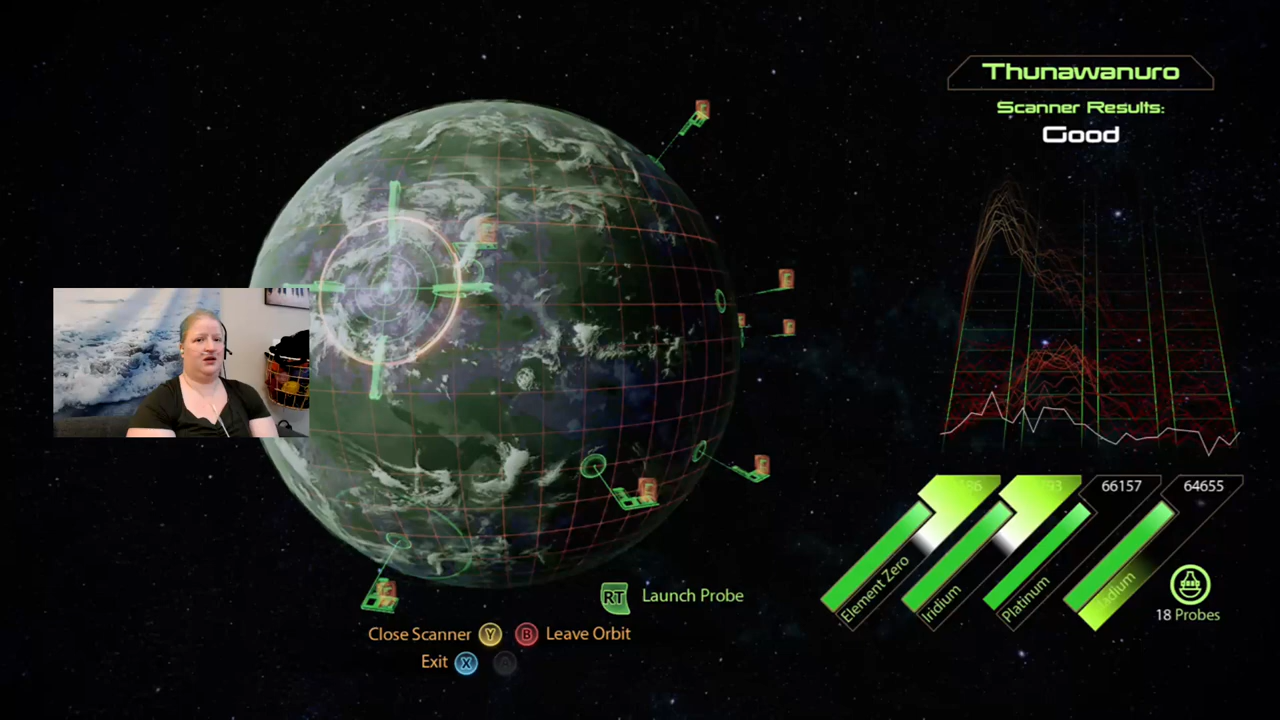 Thunawanuro
Scanner Results:
Good
66157
64655
Element Zero
Iridium
Platinum
18 Probes
RT Launch Probe
Close Scanner Y B Leave Orbit
Exit X A